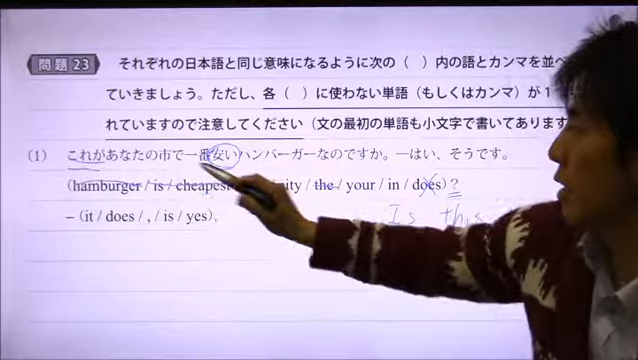 問題23 それぞれの日本語と同じ意味になるように次の( )内の語とカンマを並べ
ていきましょう。ただし、各( )に使わない単語(もしくはカンマ)が1
れていますので注意してください(文の最初の単語も小文字で書いてあります
(1) これがあなたの市で一番安いハンバーガーなのですか。—はい、そうです。
(hamburger / is / cheapest / / the / your / in / does)?
– (it / does / , / is / yes).
Is this